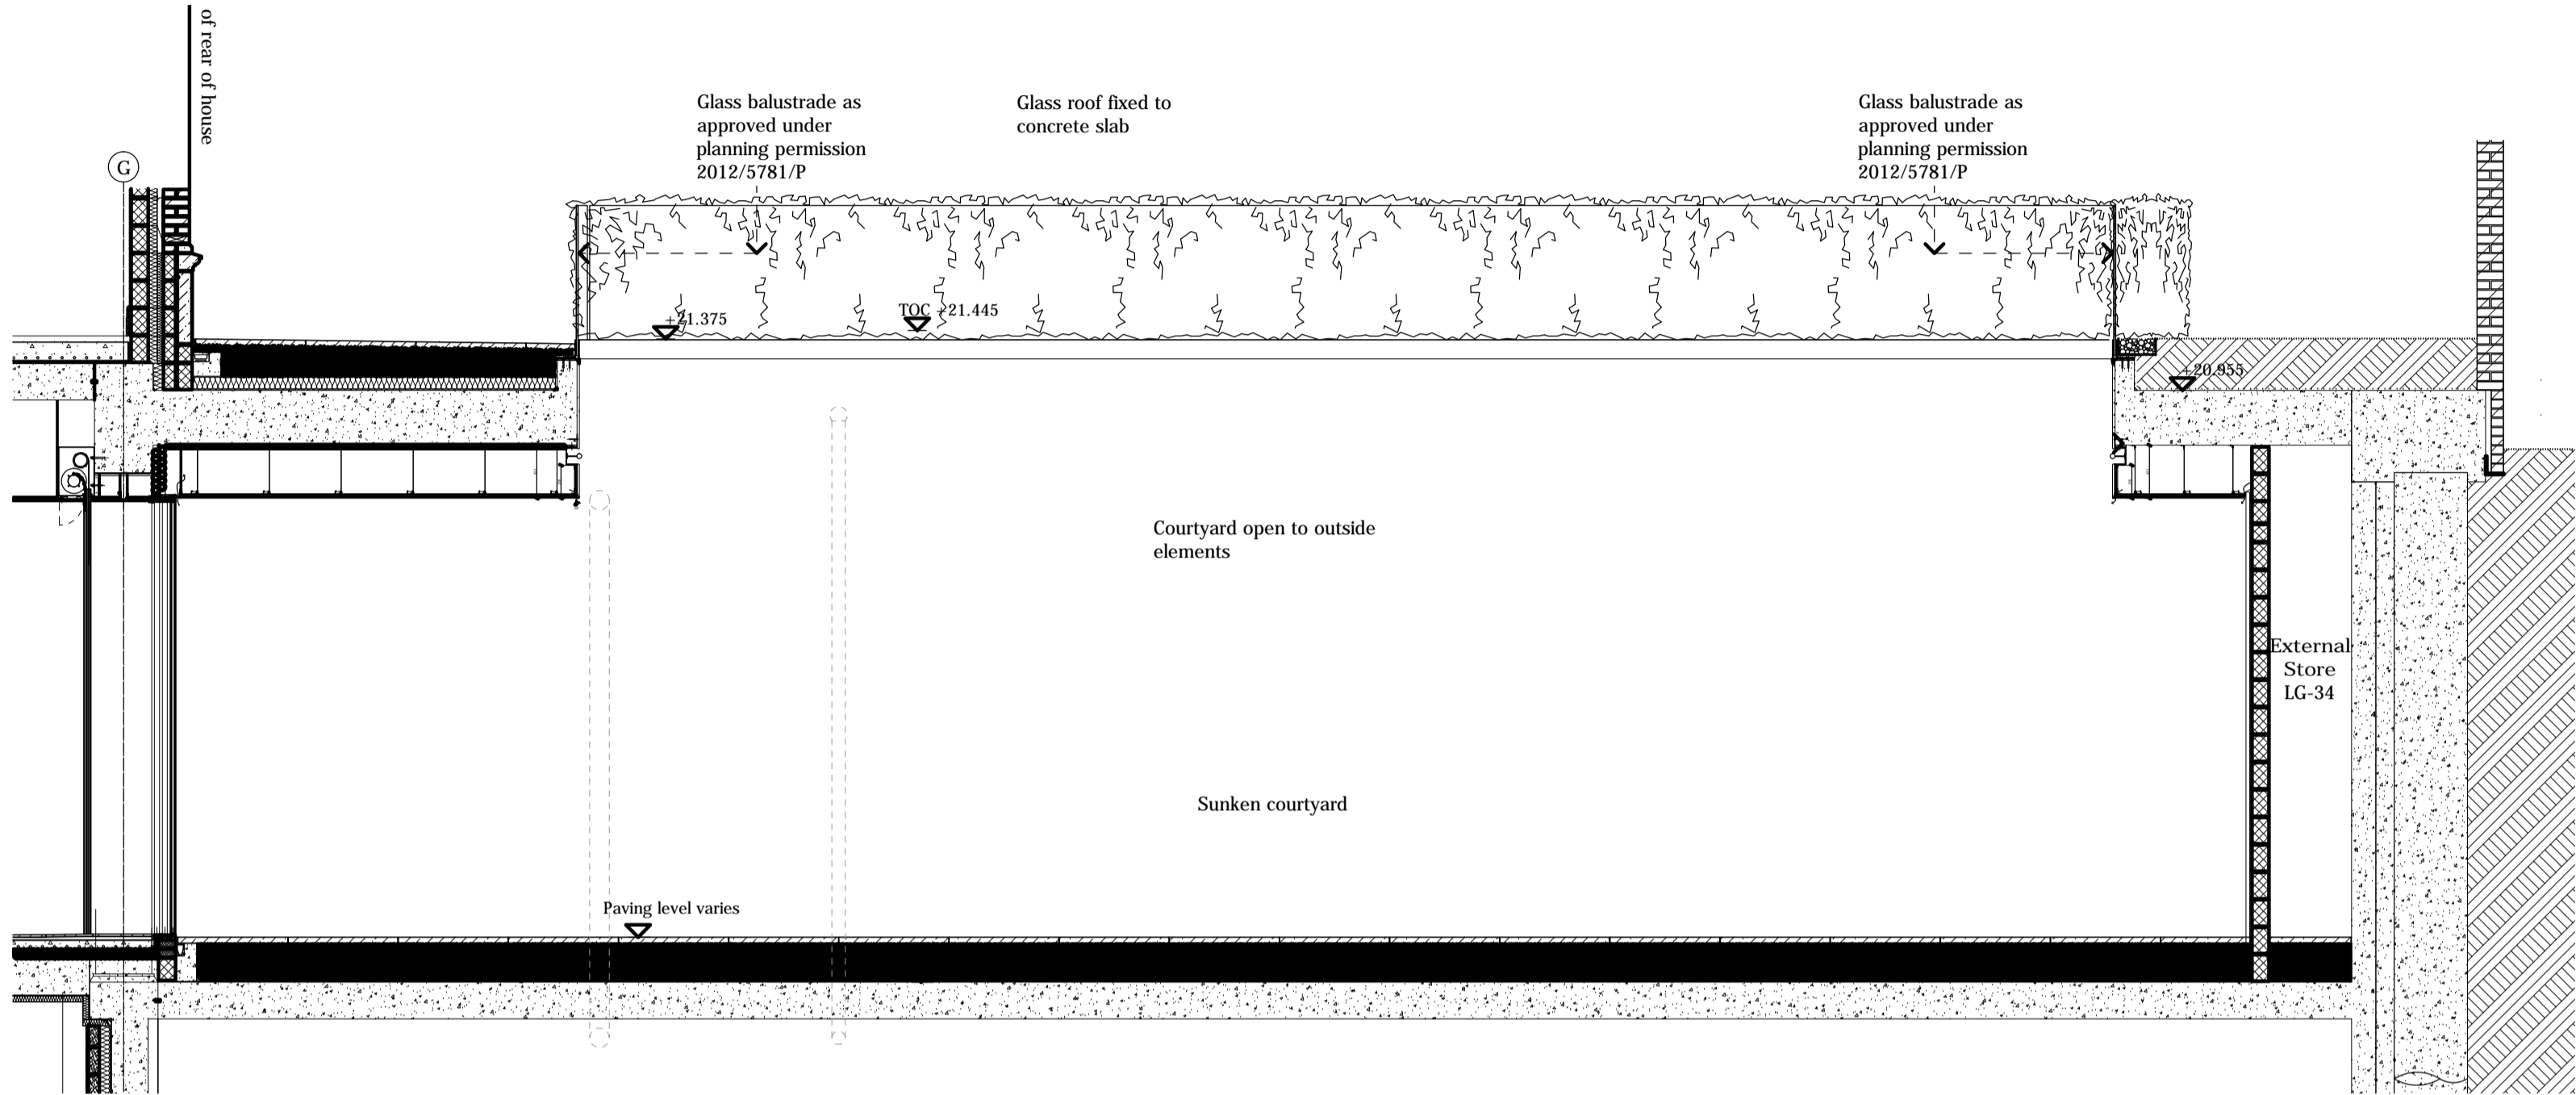 of rear of house
G
Glass balustrade as
approved under
planning permission
2012/5781/P
Glass roof fixed to
concrete slab
Glass balustrade as
approved under
planning permission
2012/5781/P
+21.375
TOC +21.445
+20.955
Courtyard open to outside
elements
External
Store
LG-34
Sunken courtyard
Paving level varies